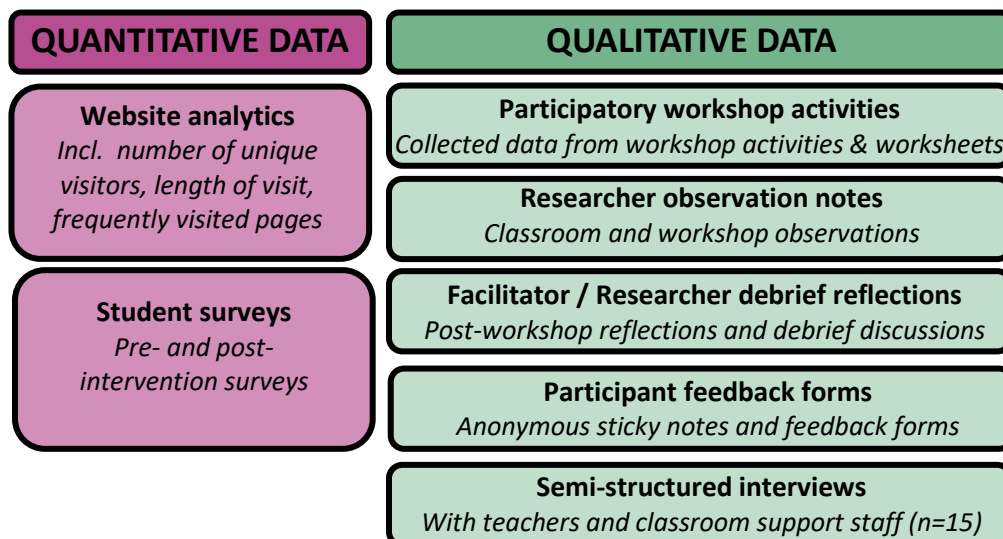 QUANTITATIVE DATA
Website analytics
Incl. number of unique
visitors, length of visit,
frequently visited pages
Student surveys
Pre- and post-
intervention surveys
QUALITATIVE DATA
Participatory workshop activities
Collected data from workshop activities & worksheets
Researcher observation notes
Classroom and workshop observations
Facilitator / Researcher debrief reflections
Post-workshop reflections and debrief discussions
Participant feedback forms
Anonymous sticky notes and feedback forms
Semi-structured interviews
With teachers and classroom support staff (n=15)